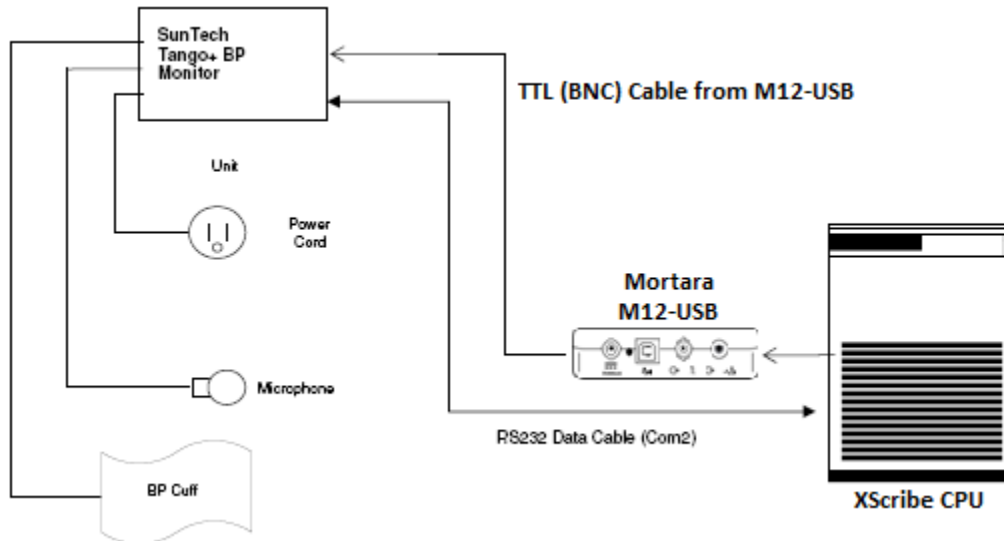 SunTech
Tango+ BP
Monitor
TTL (BNC) Cable from M12-USB
Unit
Power
Cord
Mortara
M12-USB
Microphone
RS232 Data Cable (Com2)
BP Cuff
XScribe CPU